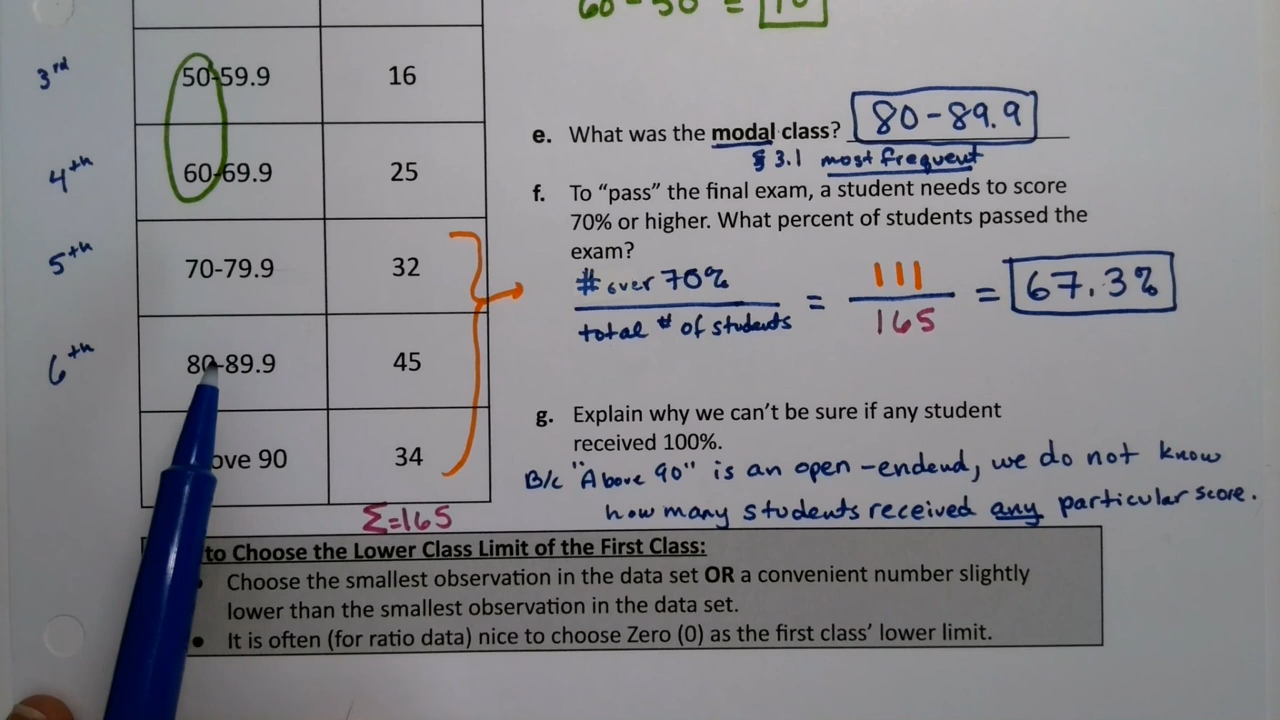 60 - 50 = 10
3rd 50-59.9 16
4th 60-69.9 25
5th 70-79.9 32
6th 80-89.9 45
ove 90 34
Σ=165
e. What was the modal class? 80-89.9
§ 3.1 most frequent
f. To “pass” the final exam, a student needs to score
70% or higher. What percent of students passed the
exam?
# over 70% / total # of students = 111 / 165 = 67.3%
g. Explain why we can’t be sure if any student
received 100%.
B/c "Above 90" is an open-endend, we do not know
how many students received any particular score.
to Choose the Lower Class Limit of the First Class:
• Choose the smallest observation in the data set OR a convenient number slightly
lower than the smallest observation in the data set.
• It is often (for ratio data) nice to choose Zero (0) as the first class’ lower limit.